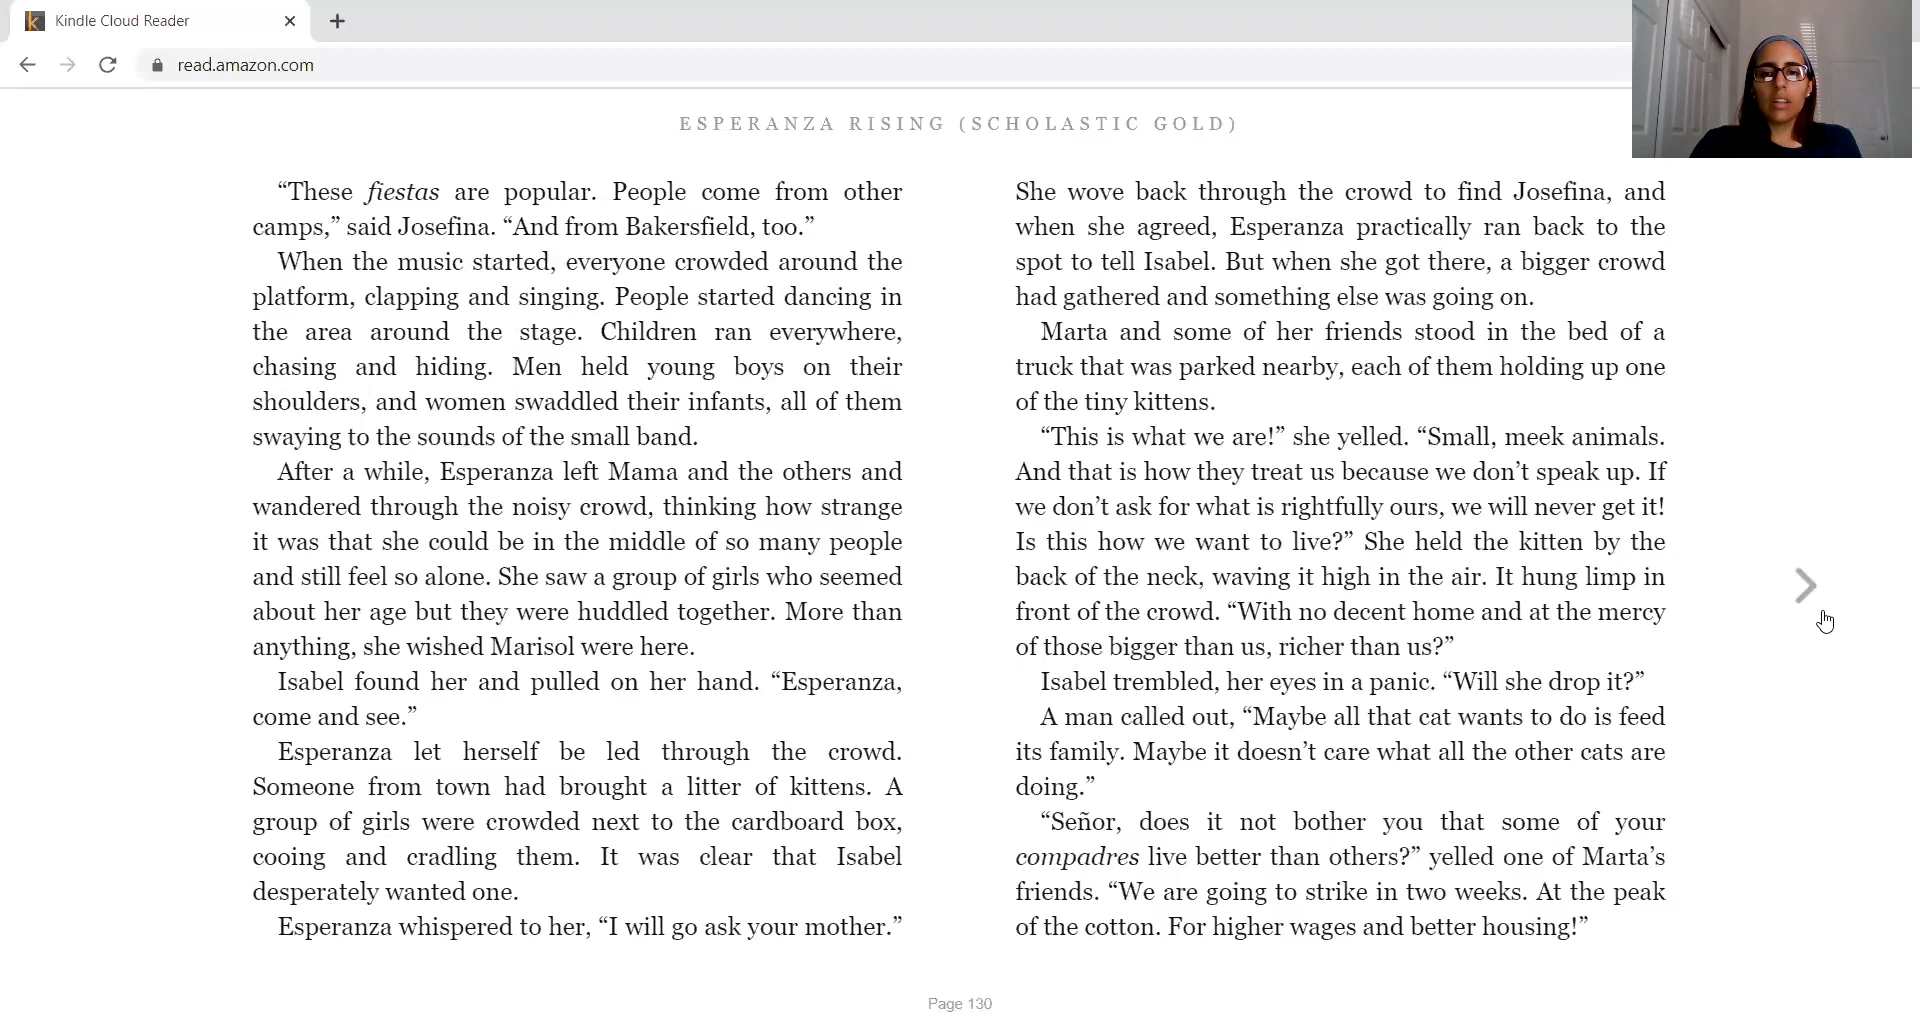 Kindle Cloud Reader
read.amazon.com
ESPERANZA RISING (SCHOLASTIC GOLD)
“These fiestas are popular. People come from other
camps,” said Josefina. “And from Bakersfield, too.”
When the music started, everyone crowded around the
platform, clapping and singing. People started dancing in
the area around the stage. Children ran everywhere,
chasing and hiding. Men held young boys on their
shoulders, and women swaddled their infants, all of them
swaying to the sounds of the small band.
After a while, Esperanza left Mama and the others and
wandered through the noisy crowd, thinking how strange
it was that she could be in the middle of so many people
and still feel so alone. She saw a group of girls who seemed
about her age but they were huddled together. More than
anything, she wished Marisol were here.
Isabel found her and pulled on her hand. “Esperanza,
come and see.”
Esperanza let herself be led through the crowd.
Someone from town had brought a litter of kittens. A
group of girls were crowded next to the cardboard box,
cooing and cradling them. It was clear that Isabel
desperately wanted one.
Esperanza whispered to her, “I will go ask your mother.”
She wove back through the crowd to find Josefina, and
when she agreed, Esperanza practically ran back to the
spot to tell Isabel. But when she got there, a bigger crowd
had gathered and something else was going on.
Marta and some of her friends stood in the bed of a
truck that was parked nearby, each of them holding up one
of the tiny kittens.
“This is what we are!” she yelled. “Small, meek animals.
And that is how they treat us because we don’t speak up. If
we don’t ask for what is rightfully ours, we will never get it!
Is this how we want to live?” She held the kitten by the
back of the neck, waving it high in the air. It hung limp in
front of the crowd. “With no decent home and at the mercy
of those bigger than us, richer than us?”
Isabel trembled, her eyes in a panic. “Will she drop it?”
A man called out, “Maybe all that cat wants to do is feed
its family. Maybe it doesn’t care what all the other cats are
doing.”
“Señor, does it not bother you that some of your
compadres live better than others?” yelled one of Marta’s
friends. “We are going to strike in two weeks. At the peak
of the cotton. For higher wages and better housing!”
Page 130